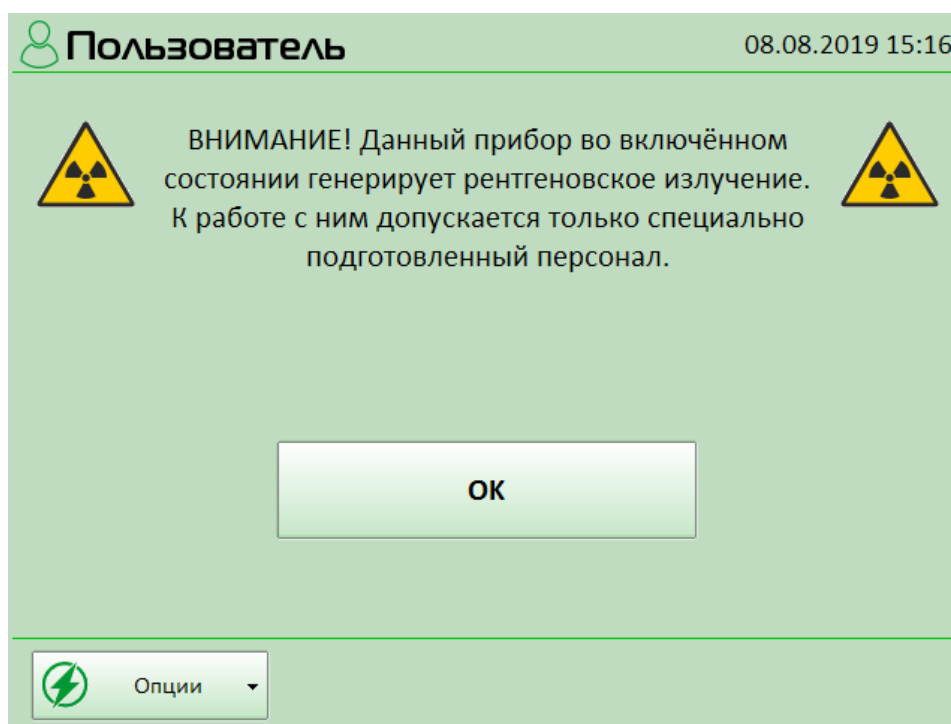 Пользователь
08.08.2019 15:16
ВНИМАНИЕ! Данный прибор во включённом
состоянии генерирует рентгеновское излучение.
К работе с ним допускается только специально
подготовленный персонал.
ОК
Опции